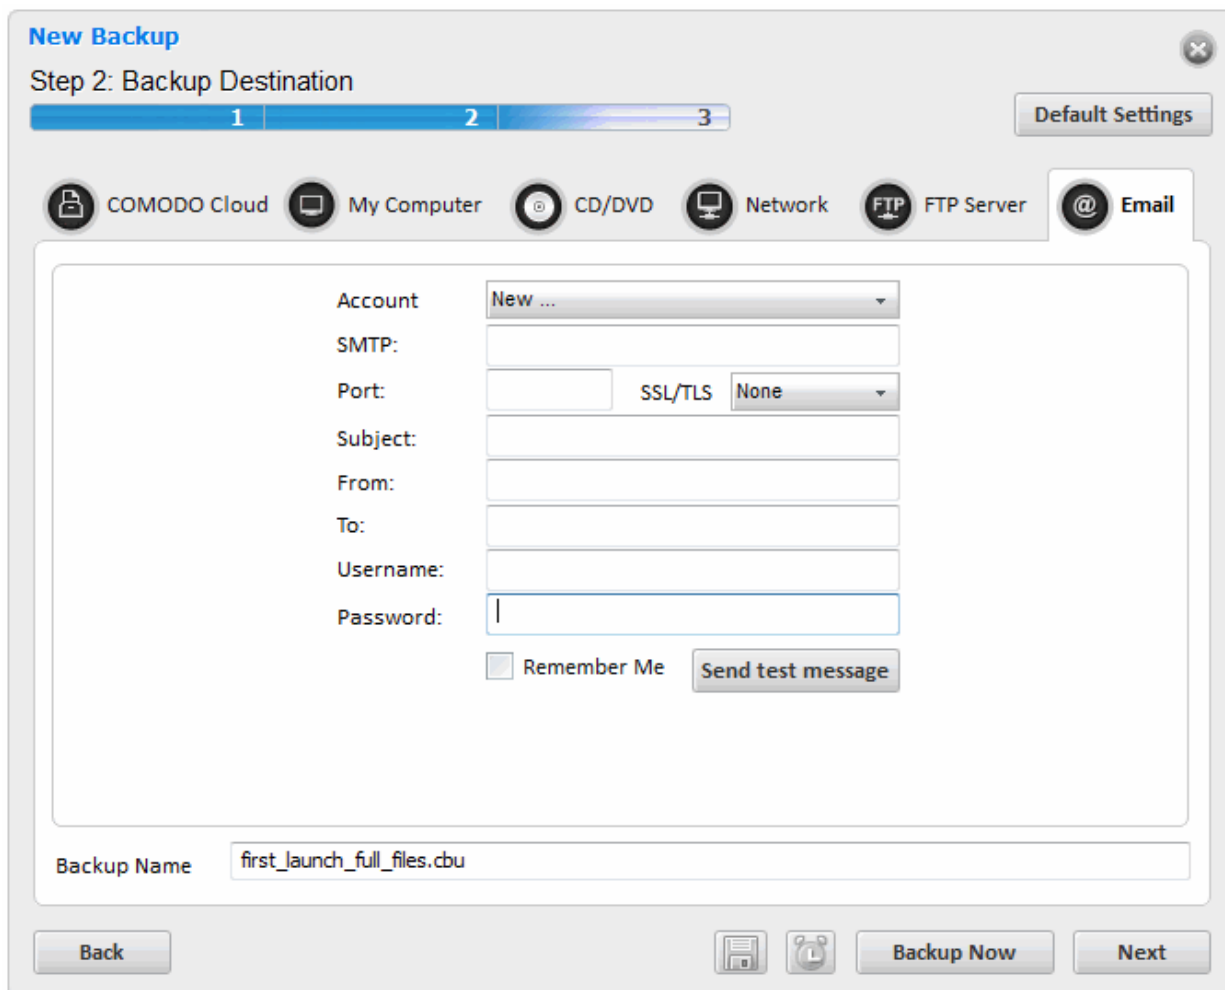 New Backup
Step 2: Backup Destination
1 2 3
Default Settings
COMODO Cloud My Computer CD/DVD Network FTP FTP Server @ Email
Account New ...
SMTP:
Port: SSL/TLS None
Subject:
From:
To:
Username:
Password:
Remember Me Send test message
Backup Name first_launch_full_files.cbu
Back Backup Now Next